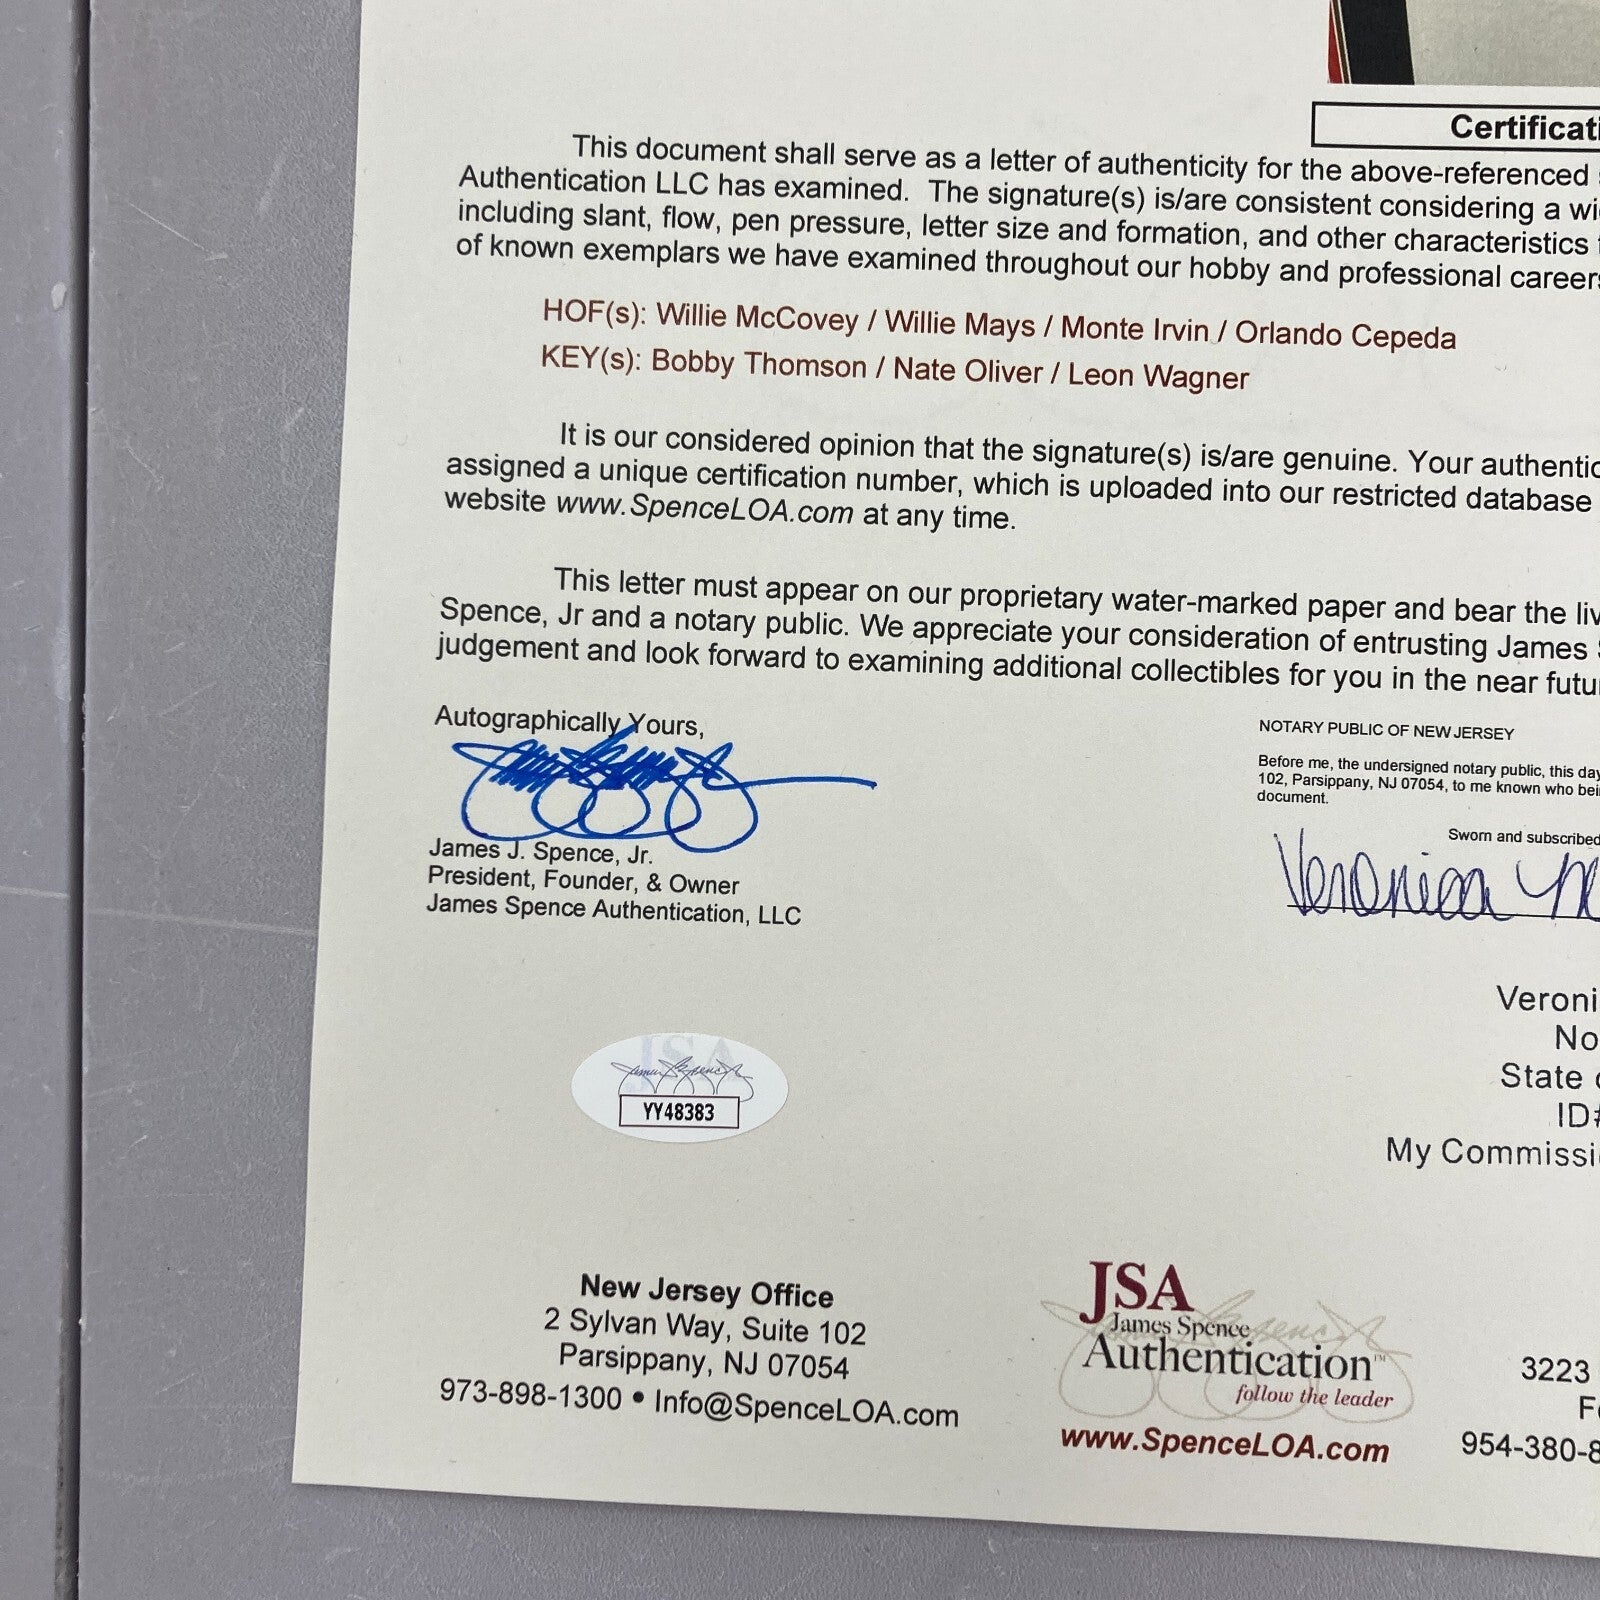 Certificati
This document shall serve as a letter of authenticity for the above-referenced
Authentication LLC has examined. The signature(s) is/are consistent considering a wi
including slant, flow, pen pressure, letter size and formation, and other characteristics
of known exemplars we have examined throughout our hobby and professional careers
HOF(s): Willie McCovey / Willie Mays / Monte Irvin / Orlando Cepeda
KEY(s): Bobby Thomson / Nate Oliver / Leon Wagner
It is our considered opinion that the signature(s) is/are genuine. Your authentic
assigned a unique certification number, which is uploaded into our restricted database
website www.SpenceLOA.com at any time.
This letter must appear on our proprietary water-marked paper and bear the liv
Spence, Jr and a notary public. We appreciate your consideration of entrusting James S
judgement and look forward to examining additional collectibles for you in the near futu
Autographically Yours,
James J. Spence, Jr.
President, Founder, & Owner
James Spence Authentication, LLC
NOTARY PUBLIC OF NEW JERSEY
Before me, the undersigned notary public, this day
102, Parsippany, NJ 07054, to me known who bei
document.
Sworn and subscribed
Veronica
Veroni
No
State o
ID#
My Commissi
JSA
YY48383
New Jersey Office
2 Sylvan Way, Suite 102
Parsippany, NJ 07054
973-898-1300 • Info@SpenceLOA.com
JSA
James Spence
Authentication™
follow the leader
www.SpenceLOA.com
3223
F
954-380-8